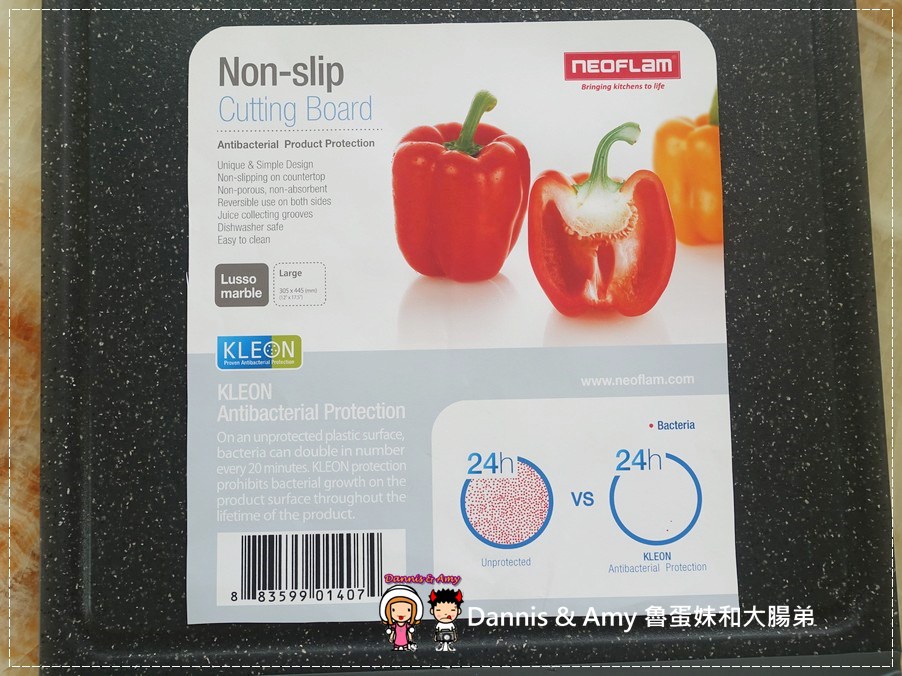 Non-slip
Cutting Board
NEOFLAM
Bringing kitchens to life
Antibacterial Product Protection
Unique & Simple Design
Non-slipping on countertop
Non-porous, non-absorbent
Reversible use on both sides
Juice collecting grooves
Dishwasher safe
Easy to clean
Lusso
marble
Large
305 x 445 (mm)
KLEON
Proven Antibacterial Protection
www.neoflam.com
KLEON
Antibacterial Protection
On an unprotected plastic surface,
bacteria can double in number
every 20 minutes. KLEON protection
prohibits bacterial growth on the
product surface throughout the
lifetime of the product.
• Bacteria
24h
VS
24h
Unprotected
KLEON
Antibacterial Protection
8 83599 01407
Dannis & Amy
Dannis & Amy 魯蛋妹和大腸弟